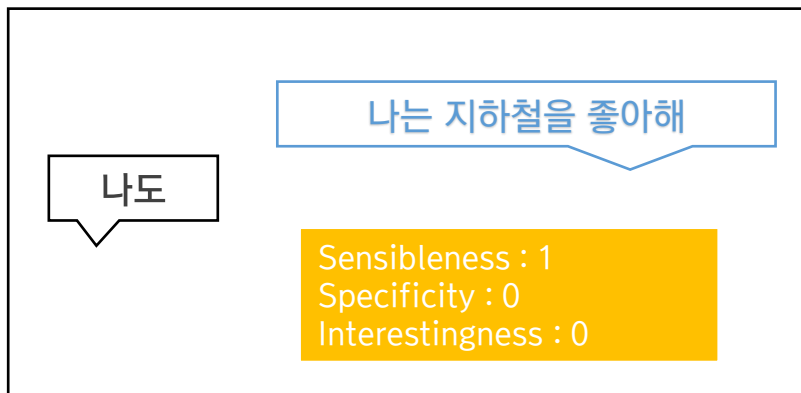 나는 지하철을 좋아해
나도
Sensibleness : 1
Specificity : 0
Interestingness : 0